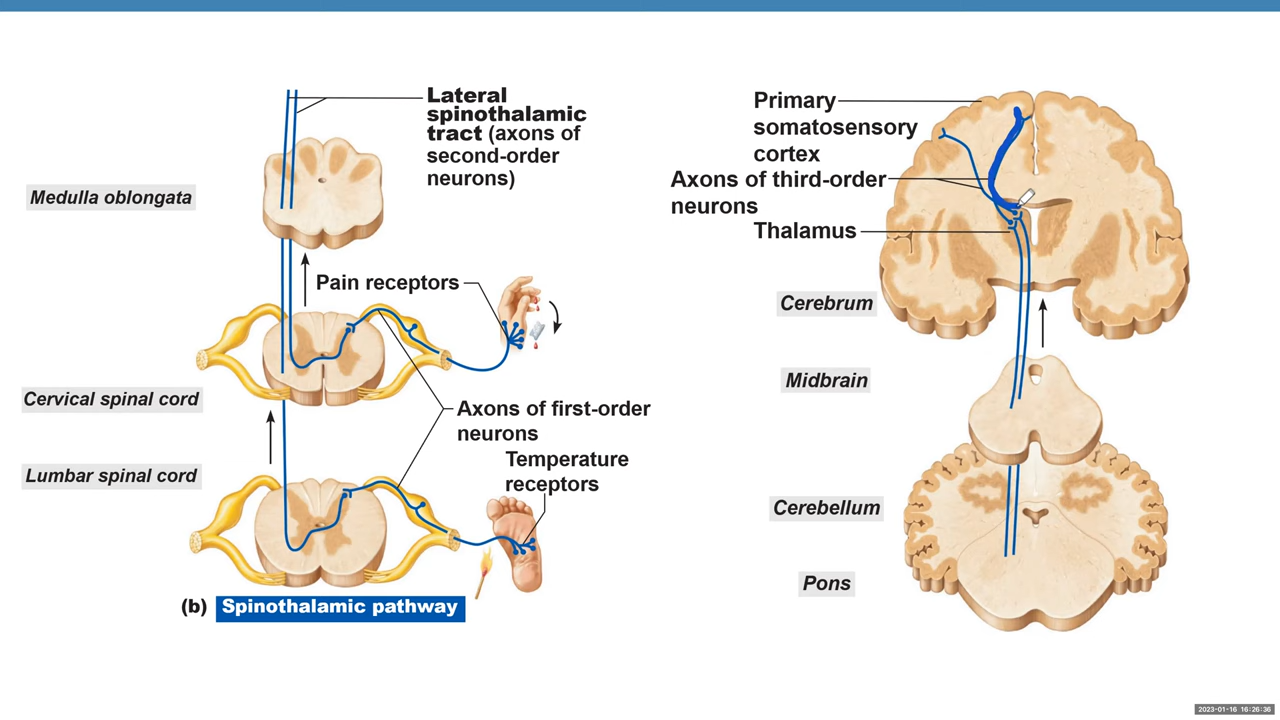 Lateral
spinothalamic
tract (axons of
second-order
neurons)
Medulla oblongata
Pain receptors
Cervical spinal cord
Axons of first-order
neurons
Temperature
receptors
Lumbar spinal cord
(b) Spinothalamic pathway
Primary
somatosensory
cortex
Axons of third-order
neurons
Thalamus
Cerebrum
Midbrain
Cerebellum
Pons
2023-01-16 16:26:36